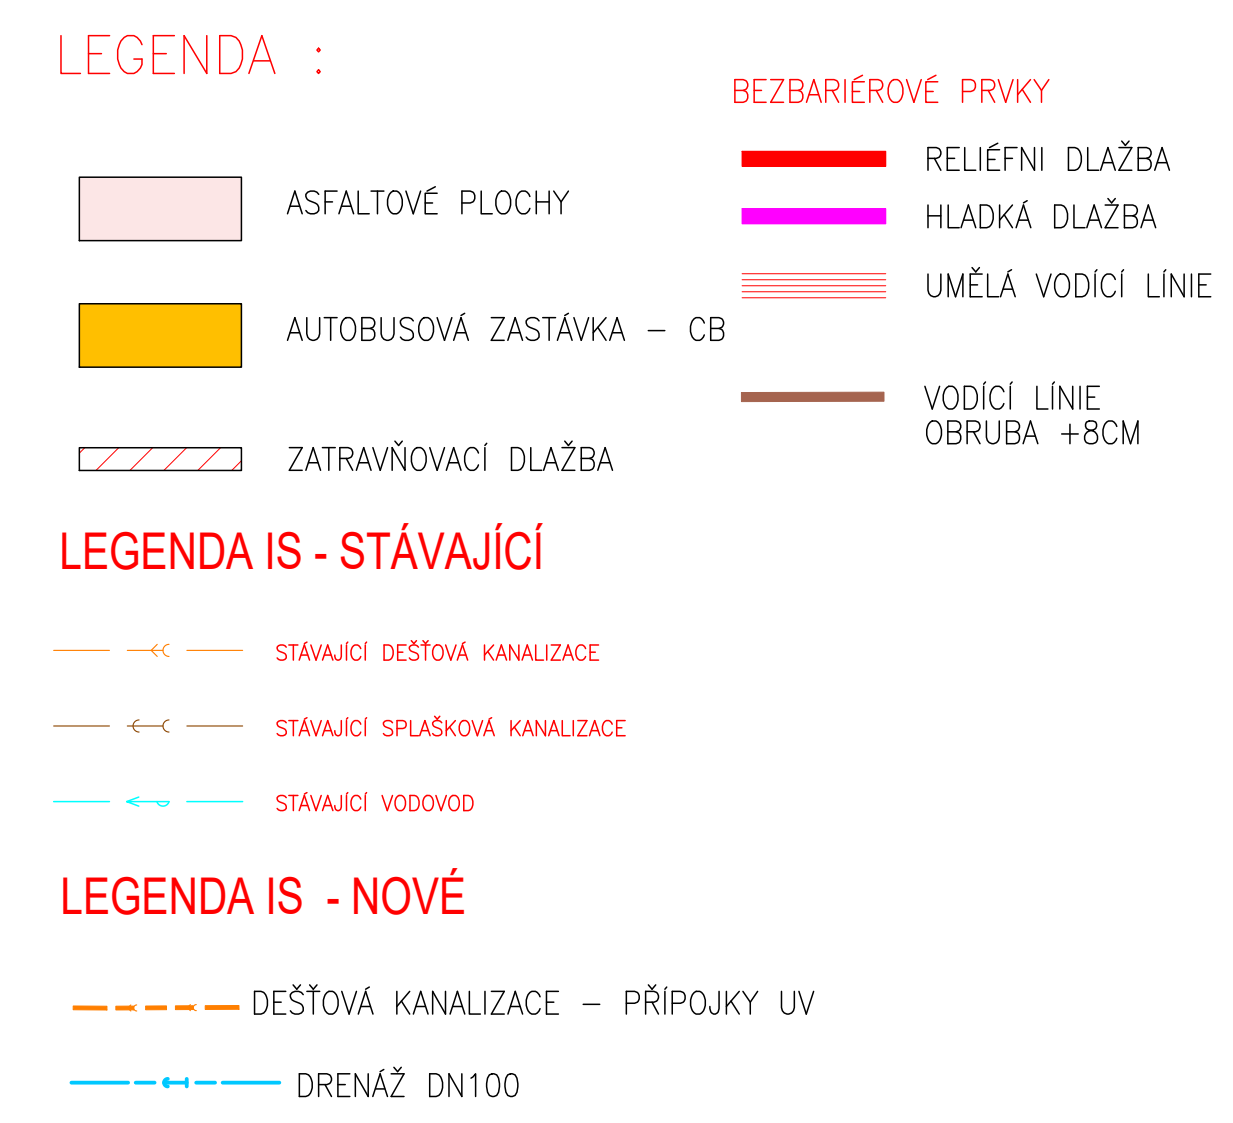 LEGENDA :
ASFALTOVÉ PLOCHY
AUTOBUSOVÁ ZASTÁVKA – CB
ZATRAVŇOVACÍ DLAŽBA
BEZBARIÉROVÉ PRVKY
RELIÉFNI DLAŽBA
HLADKÁ DLAŽBA
UMĚLÁ VODÍCÍ LÍNIE
VODÍCÍ LÍNIE
OBRUBA +8CM
LEGENDA IS - STÁVAJÍCÍ
STÁVAJÍCÍ DEŠŤOVÁ KANALIZACE
STÁVAJÍCÍ SPLAŠKOVÁ KANALIZACE
STÁVAJÍCÍ VODOVOD
LEGENDA IS - NOVÉ
DEŠŤOVÁ KANALIZACE – PŘÍPOJKY UV
DRENÁŽ DN100